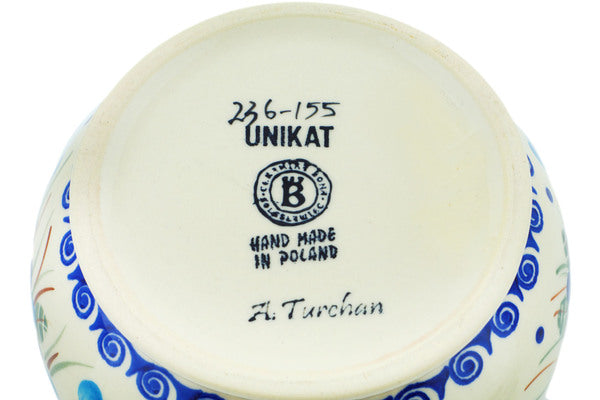 236-155
UNIKAT
B
HAND MADE
IN POLAND
A. Turchan